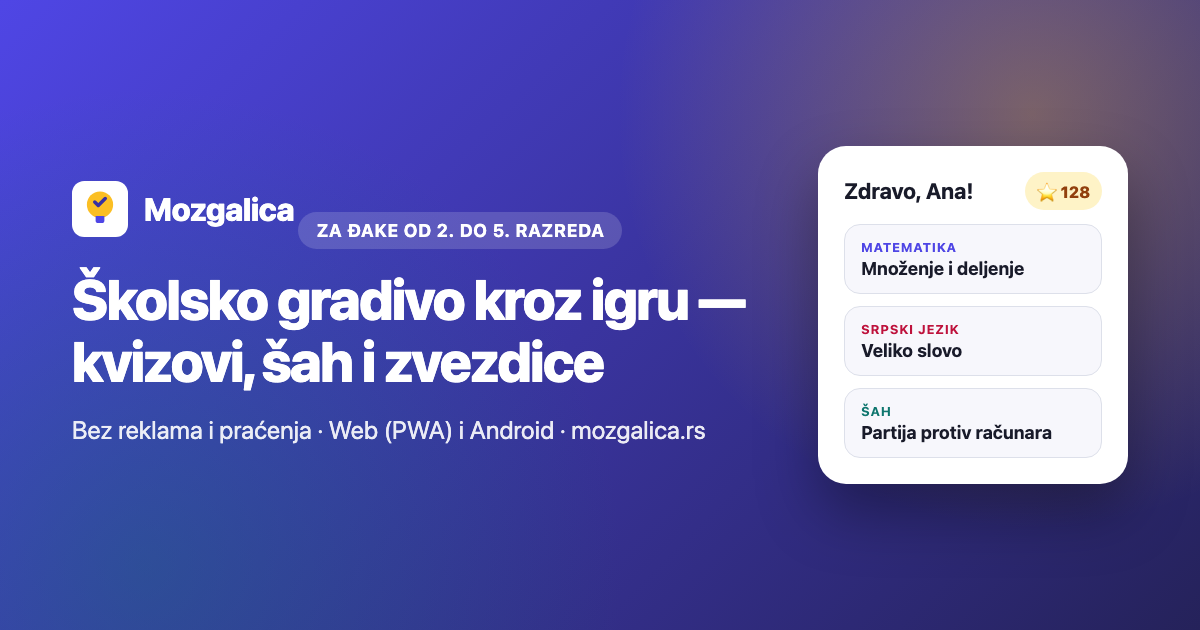 Mozgalica
ZA ĐAKE OD 2. DO 5. RAZREDA
Školsko gradivo kroz igru —
kvizovi, šah i zvezdice
Bez reklama i praćenja · Web (PWA) i Android · mozgalica.rs
Zdravo, Ana!
128
MATEMATIKA
Množenje i deljenje
SRPSKI JEZIK
Veliko slovo
ŠAH
Partija protiv računara